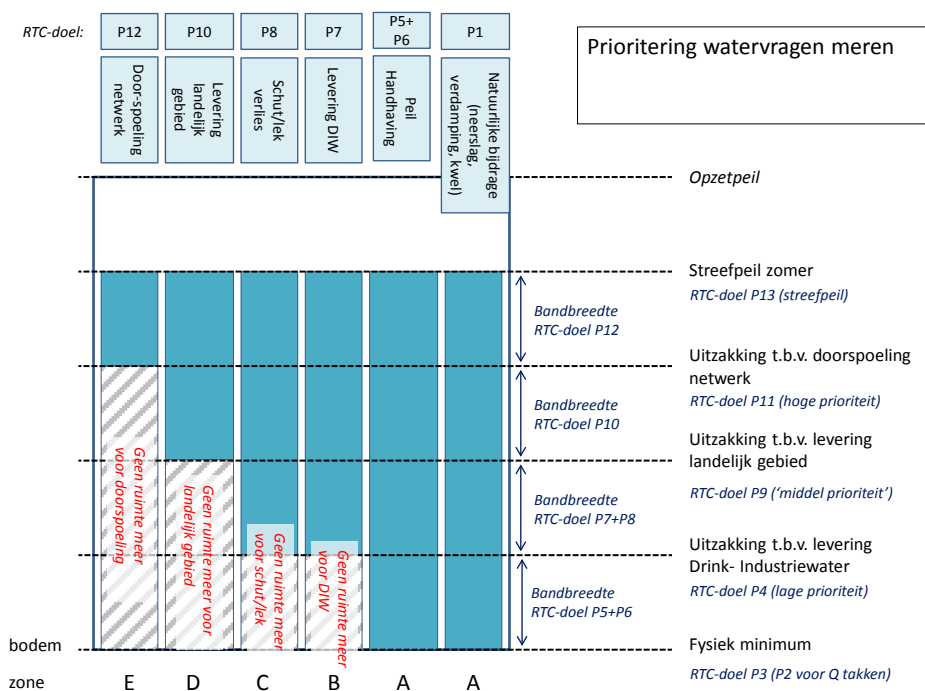 RTC-doel:
P12
P10
P8
P7
P5+
P6
P1
Prioritering watervragen meren
Door-spoeling
netwerk
Levering
landelijk
gebied
Schut/lek
verlies
Levering DIW
Peil
Handhaving
Natuurlijke bijdrage
(neerslag,
verdamping, kwel)
Opzetpeil
Streefpeil zomer
RTC-doel P13 (streefpeil)
Bandbreedte
RTC-doel P12
Uitzakking t.b.v. doorspoeling
netwerk
RTC-doel P11 (hoge prioriteit)
Bandbreedte
RTC-doel P10
Uitzakking t.b.v. levering
landelijk gebied
RTC-doel P9 (‘middel prioriteit’)
Bandbreedte
RTC-doel P7+P8
Uitzakking t.b.v. levering
Drink- Industriewater
RTC-doel P4 (lage prioriteit)
Bandbreedte
RTC-doel P5+P6
Geen ruimte meer
voor doorspoeling
Geen ruimte meer voor
landelijk gebied
Geen ruimte meer
voor schut/lek
Geen ruimte meer
voor DIW
bodem
Fysiek minimum
RTC-doel P3 (P2 voor Q takken)
zone
E
D
C
B
A
A